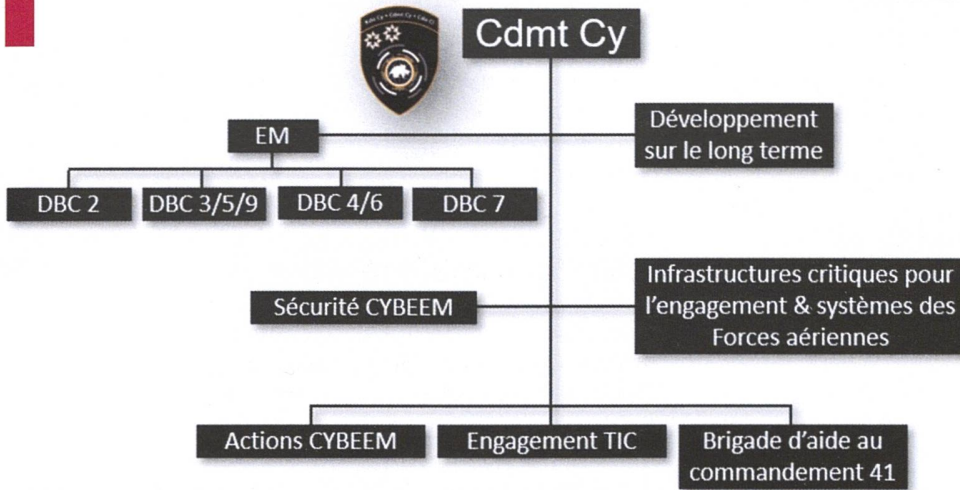 Cdmt Cy
EM
Développement
sur le long terme
DBC 2
DBC 3/5/9
DBC 4/6
DBC 7
Sécurité CYBEEM
Infrastructures critiques pour
l'engagement & systèmes des
Forces aériennes
Actions CYBEEM
Engagement TIC
Brigade d'aide au
commandement 41